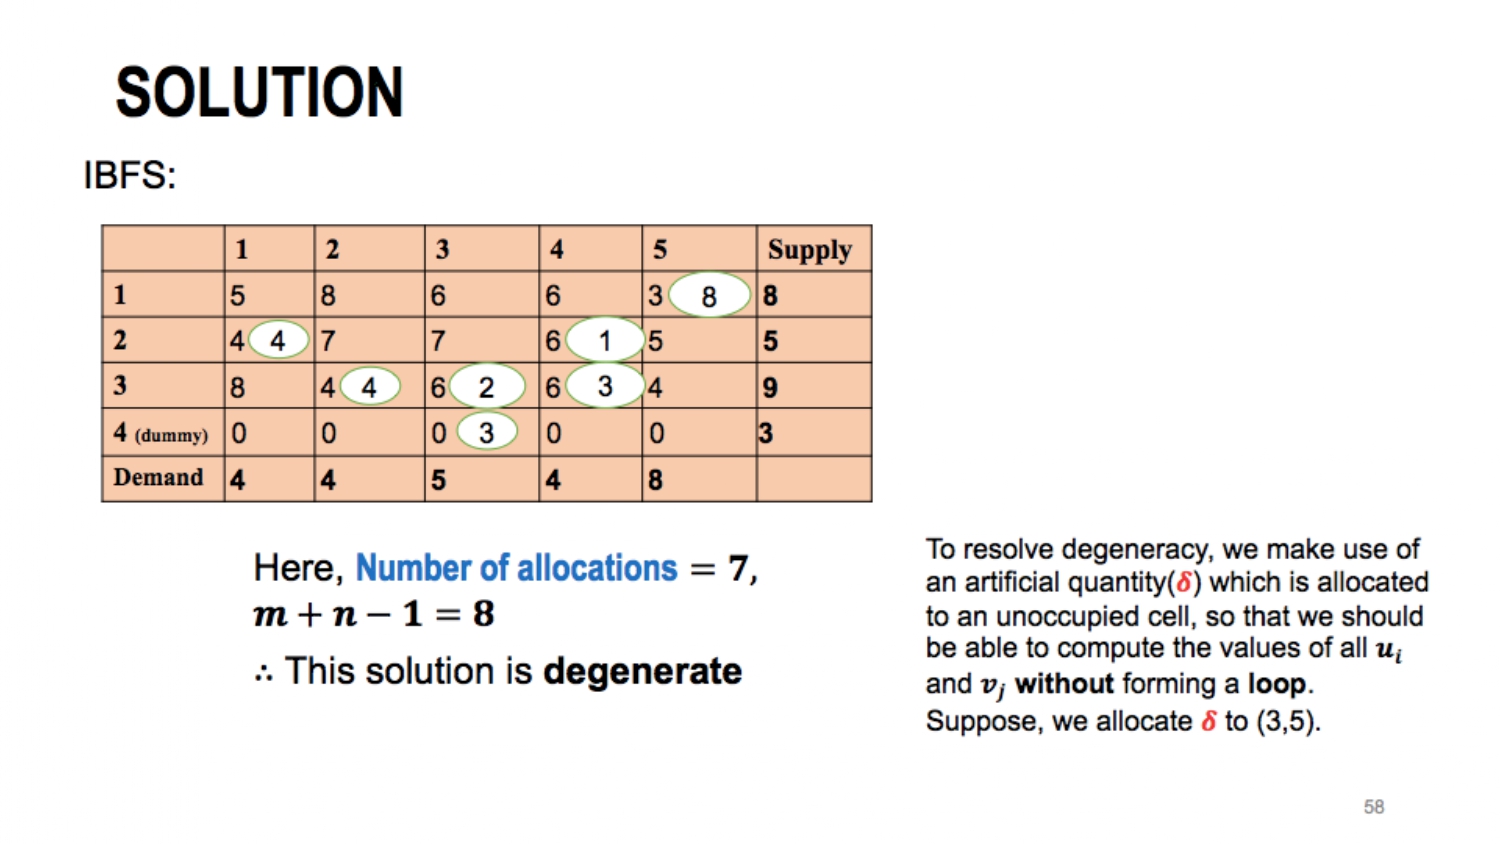 SOLUTION
IBFS:
1 2 3 4 5 Supply
1 5 8 6 6 3 8 8
2 4 4 7 7 6 1 5 5
3 8 4 4 6 2 6 3 4 9
4 (dummy) 0 0 0 3 0 0 3
Demand 4 4 5 4 8
Here, Number of allocations = 7,
m + n − 1 = 8
∴ This solution is degenerate
To resolve degeneracy, we make use of
an artificial quantity(δ) which is allocated
to an unoccupied cell, so that we should
be able to compute the values of all uᵢ
and vⱼ without forming a loop.
Suppose, we allocate δ to (3,5).
58